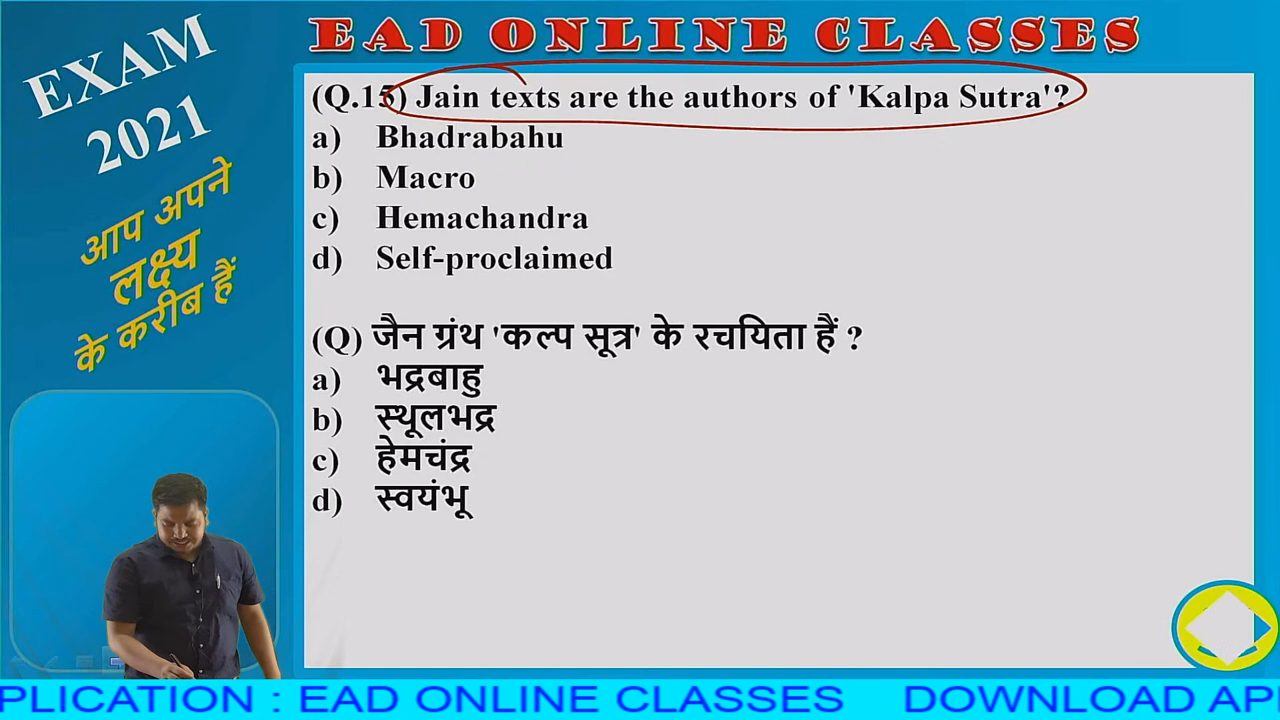 EAD ONLINE CLASSES
EXAM
2021
आप अपने
लक्ष्य
के करीब हैं
(Q.15) Jain texts are the authors of 'Kalpa Sutra'?
a) Bhadrabahu
b) Macro
c) Hemachandra
d) Self-proclaimed
(Q) जैन ग्रंथ 'कल्प सूत्र' के रचयिता हैं ?
a) भद्रबाहु
b) स्थूलभद्र
c) हेमचंद्र
d) स्वयंभू
PLICATION : EAD ONLINE CLASSES DOWNLOAD AP